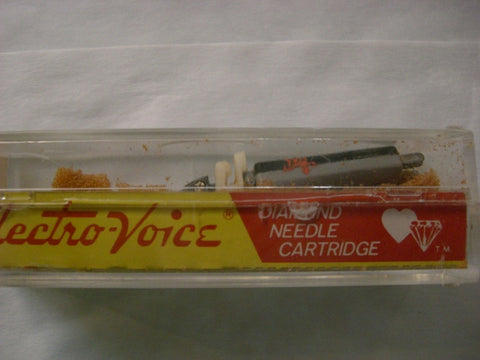 lectro-Voice®
DIAMOND
NEEDLE
CARTRIDGE
T.M.